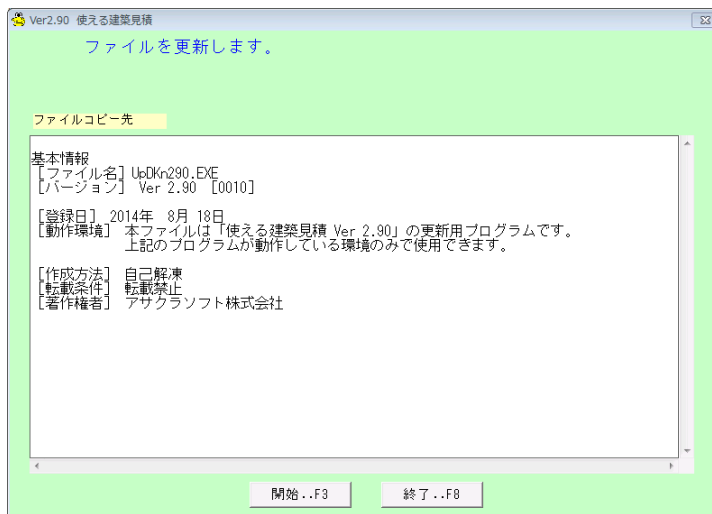 Ver2.90 使える建築見積
ファイルを更新します。
ファイルコピー先
基本情報
[ファイル名] UpDKn290.EXE
[バージョン] Ver 2.90 [0010]
[登録日] 2014年 8月 18日
[動作環境] 本ファイルは「使える建築見積 Ver 2.90」の更新用プログラムです。
上記のプログラムが動作している環境のみで使用できます。
[作成方法] 自己解凍
[転載条件] 転載禁止
[著作権者] アサクラソフト株式会社
開始..F3 終了..F8